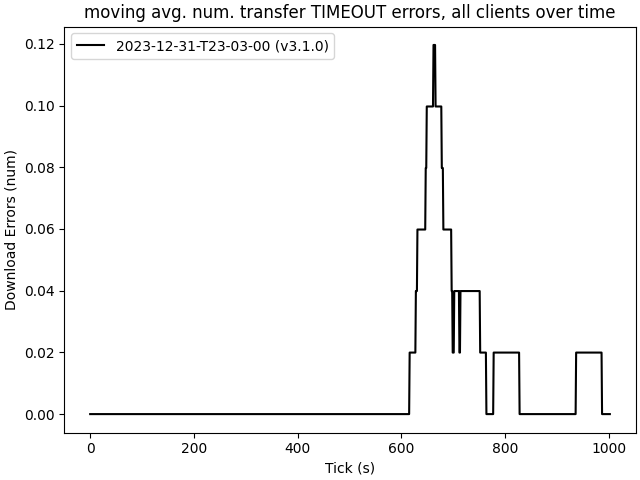 moving avg. num. transfer TIMEOUT errors, all clients over time
2023-12-31-T23-03-00 (v3.1.0)
Download Errors (num)
0.12
0.10
0.08
0.06
0.04
0.02
0.00
0 200 400 600 800 1000
Tick (s)